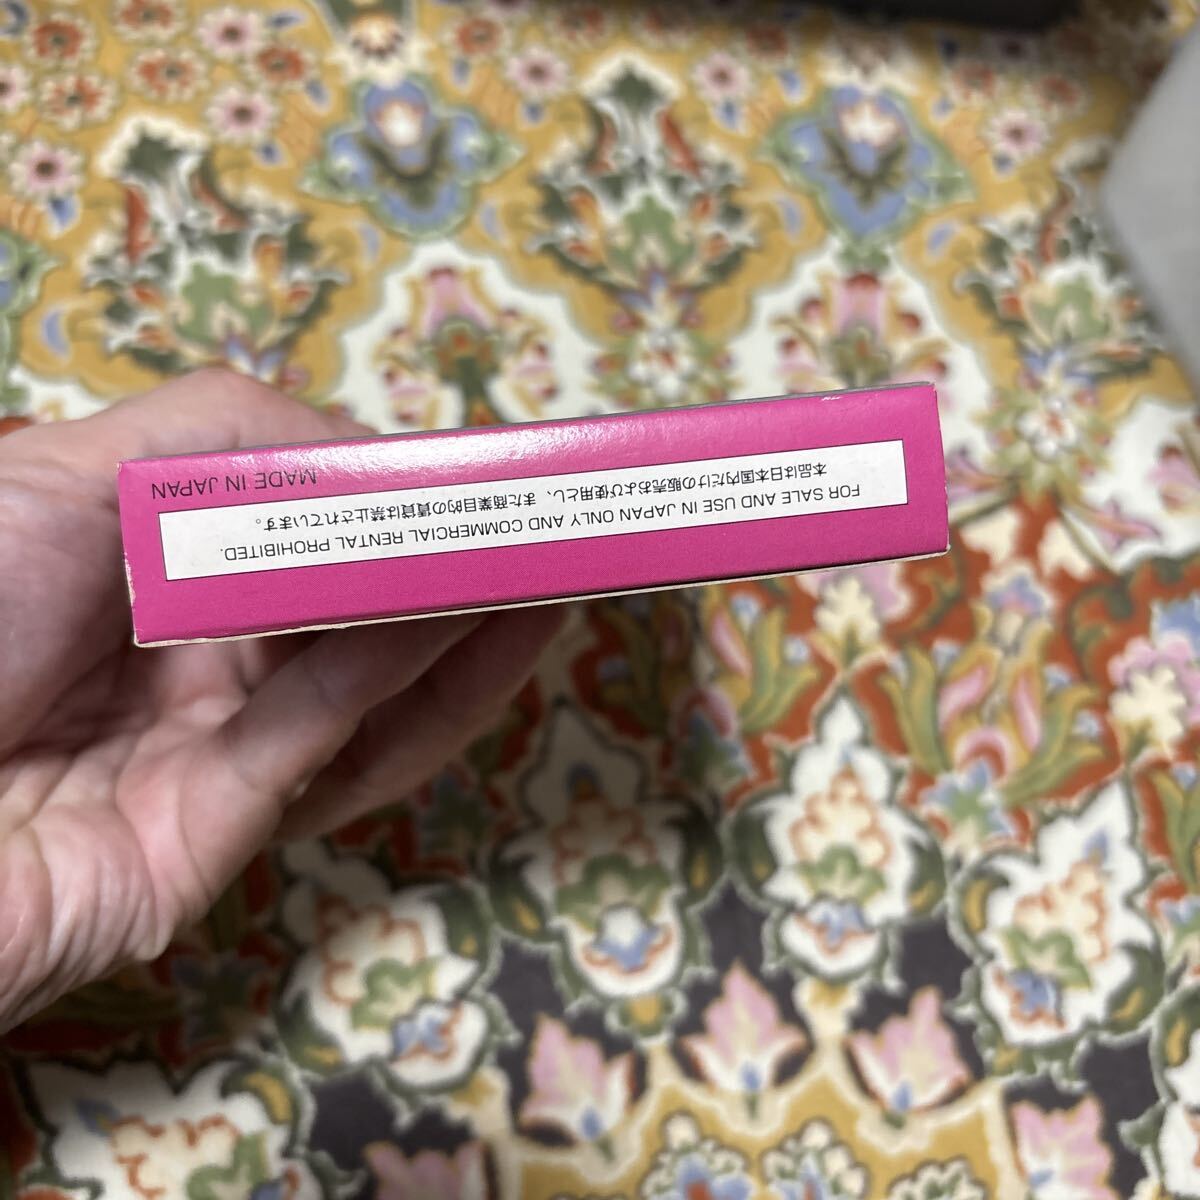 FOR SALE AND USE IN JAPAN ONLY AND COMMERCIAL RENTAL PROHIBITED.
本品は日本国内だけの販売および使用とし、また商業目的の賃貸は禁止されています。
MADE IN JAPAN